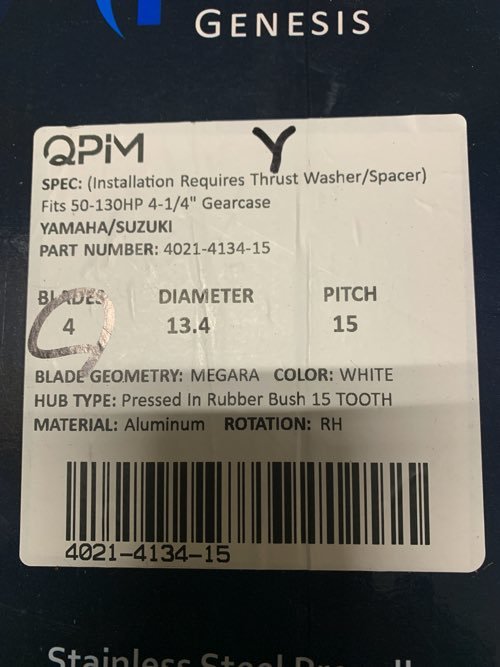 GENESIS
QPiM
Y
SPEC: (Installation Requires Thrust Washer/Spacer)
Fits 50-130HP 4-1/4" Gearcase
YAMAHA/SUZUKI
PART NUMBER: 4021-4134-15
BLADES DIAMETER PITCH
4 13.4 15
BLADE GEOMETRY: MEGARA COLOR: WHITE
HUB TYPE: Pressed In Rubber Bush 15 TOOTH
MATERIAL: Aluminum ROTATION: RH
4021-4134-15
Stainless Steel